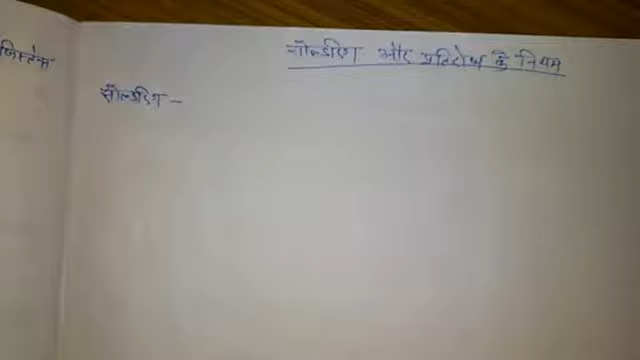 सोल्डरिंग और प्रतिरोध के नियम
सोल्डरिंग –